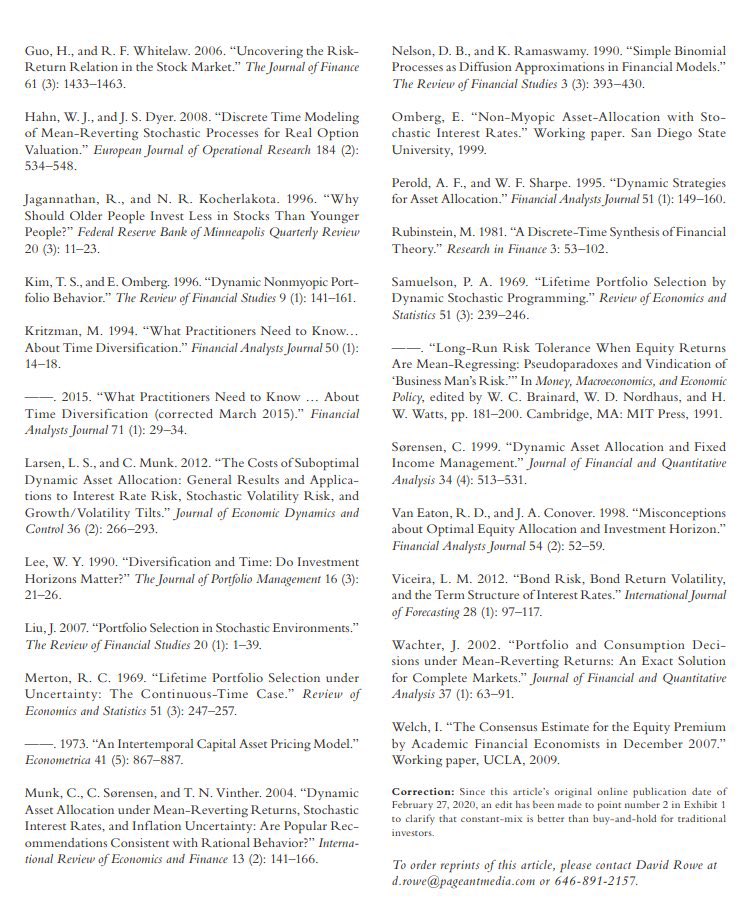 Guo, H., and R. F. Whitelaw. 2006. “Uncovering the Risk-
Return Relation in the Stock Market.” The Journal of Finance
61 (3): 1433–1463.
Hahn, W. J., and J. S. Dyer. 2008. “Discrete Time Modeling
of Mean-Reverting Stochastic Processes for Real Option
Valuation.” European Journal of Operational Research 184 (2):
534–548.
Jagannathan, R., and N. R. Kocherlakota. 1996. “Why
Should Older People Invest Less in Stocks Than Younger
People?” Federal Reserve Bank of Minneapolis Quarterly Review
20 (3): 11–23.
Kim, T. S., and E. Omberg. 1996. “Dynamic Nonmyopic Port-
folio Behavior.” The Review of Financial Studies 9 (1): 141–161.
Kritzman, M. 1994. “What Practitioners Need to Know…
About Time Diversification.” Financial Analysts Journal 50 (1):
14–18.
——. 2015. “What Practitioners Need to Know … About
Time Diversification (corrected March 2015).” Financial
Analysts Journal 71 (1): 29–34.
Larsen, L. S., and C. Munk. 2012. “The Costs of Suboptimal
Dynamic Asset Allocation: General Results and Applica-
tions to Interest Rate Risk, Stochastic Volatility Risk, and
Growth/Volatility Tilts.” Journal of Economic Dynamics and
Control 36 (2): 266–293.
Lee, W. Y. 1990. “Diversification and Time: Do Investment
Horizons Matter?” The Journal of Portfolio Management 16 (3):
21–26.
Liu, J. 2007. “Portfolio Selection in Stochastic Environments.”
The Review of Financial Studies 20 (1): 1–39.
Merton, R. C. 1969. “Lifetime Portfolio Selection under
Uncertainty: The Continuous-Time Case.” Review of
Economics and Statistics 51 (3): 247–257.
——. 1973. “An Intertemporal Capital Asset Pricing Model.”
Econometrica 41 (5): 867–887.
Munk, C., C. Sørensen, and T. N. Vinther. 2004. “Dynamic
Asset Allocation under Mean-Reverting Returns, Stochastic
Interest Rates, and Inflation Uncertainty: Are Popular Rec-
ommendations Consistent with Rational Behavior?” Interna-
tional Review of Economics and Finance 13 (2): 141–166.
Nelson, D. B., and K. Ramaswamy. 1990. “Simple Binomial
Processes as Diffusion Approximations in Financial Models.”
The Review of Financial Studies 3 (3): 393–430.
Omberg, E. “Non-Myopic Asset-Allocation with Sto-
chastic Interest Rates.” Working paper. San Diego State
University, 1999.
Perold, A. F., and W. F. Sharpe. 1995. “Dynamic Strategies
for Asset Allocation.” Financial Analysts Journal 51 (1): 149–160.
Rubinstein, M. 1981. “A Discrete-Time Synthesis of Financial
Theory.” Research in Finance 3: 53–102.
Samuelson, P. A. 1969. “Lifetime Portfolio Selection by
Dynamic Stochastic Programming.” Review of Economics and
Statistics 51 (3): 239–246.
——. “Long-Run Risk Tolerance When Equity Returns
Are Mean-Regressing: Pseudoparadoxes and Vindication of
‘Business Man’s Risk.’” In Money, Macroeconomics, and Economic
Policy, edited by W. C. Brainard, W. D. Nordhaus, and H.
W. Watts, pp. 181–200. Cambridge, MA: MIT Press, 1991.
Sørensen, C. 1999. “Dynamic Asset Allocation and Fixed
Income Management.” Journal of Financial and Quantitative
Analysis 34 (4): 513–531.
Van Eaton, R. D., and J. A. Conover. 1998. “Misconceptions
about Optimal Equity Allocation and Investment Horizon.”
Financial Analysts Journal 54 (2): 52–59.
Viceira, L. M. 2012. “Bond Risk, Bond Return Volatility,
and the Term Structure of Interest Rates.” International Journal
of Forecasting 28 (1): 97–117.
Wachter, J. 2002. “Portfolio and Consumption Deci-
sions under Mean-Reverting Returns: An Exact Solution
for Complete Markets.” Journal of Financial and Quantitative
Analysis 37 (1): 63–91.
Welch, I. “The Consensus Estimate for the Equity Premium
by Academic Financial Economists in December 2007.”
Working paper, UCLA, 2009.
Correction: Since this article’s original online publication date of
February 27, 2020, an edit has been made to point number 2 in Exhibit 1
to clarify that constant-mix is better than buy-and-hold for traditional
investors.
To order reprints of this article, please contact David Rowe at
d.rowe@pageantmedia.com or 646-891-2157.